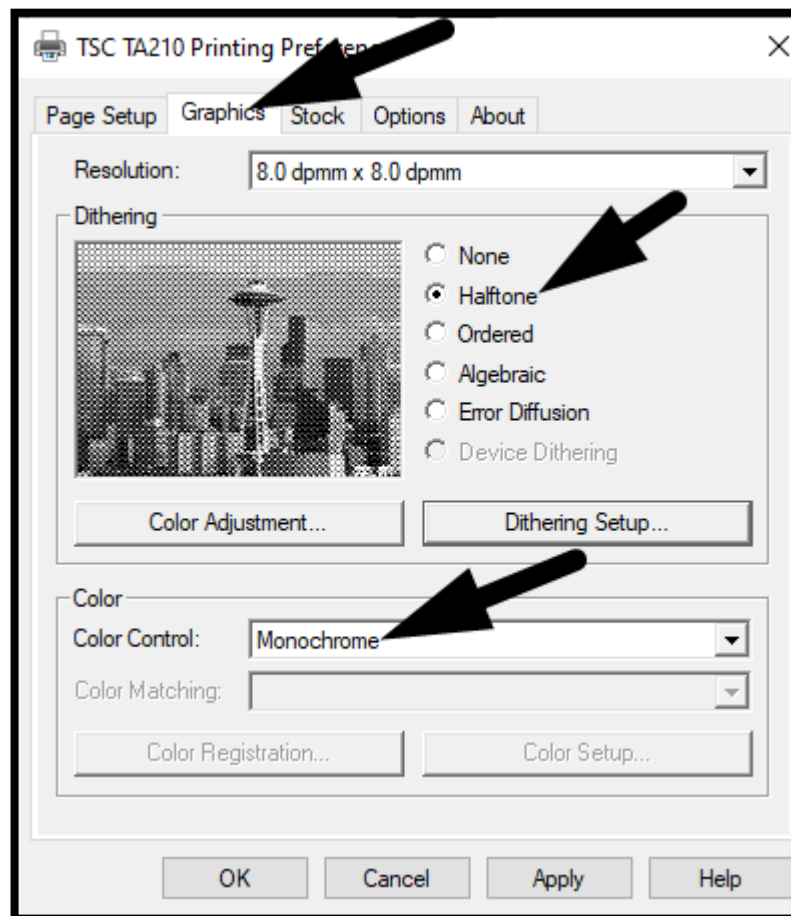 TSC TA210 Printing Preferenc
Page Setup Graphics Stock Options About
Resolution: 8.0 dpmm x 8.0 dpmm
Dithering
None
Halftone
Ordered
Algebraic
Error Diffusion
Device Dithering
Color Adjustment... Dithering Setup...
Color
Color Control: Monochrome
Color Matching:
Color Registration... Color Setup...
OK Cancel Apply Help